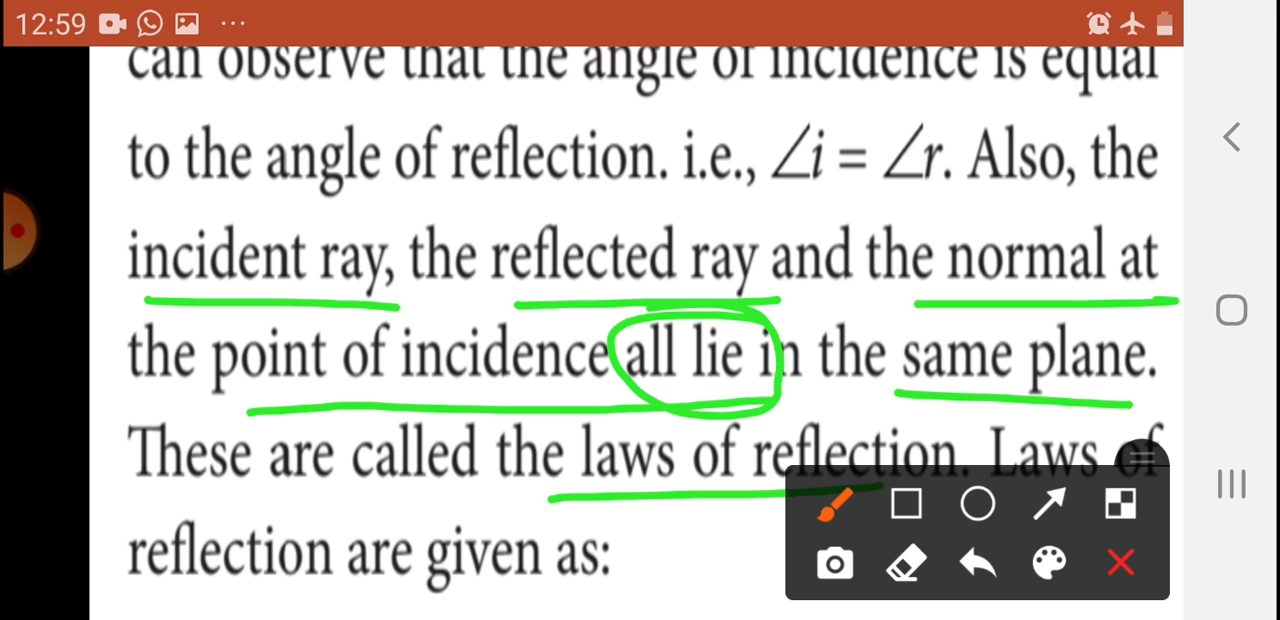 12:59
can observe that the angle of incidence is equal
to the angle of reflection. i.e., ∠i = ∠r. Also, the
incident ray, the reflected ray and the normal at
the point of incidence all lie in the same plane.
These are called the laws of reflection. Laws of
reflection are given as: